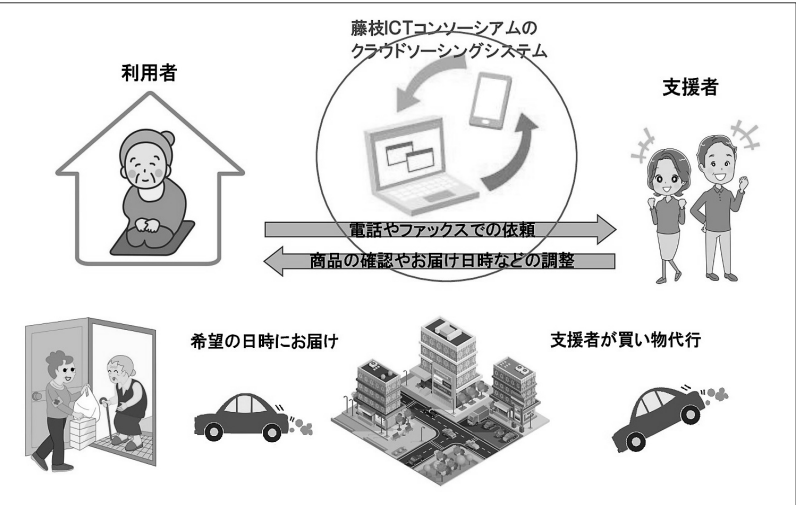 藤枝ICTコンソーシアムの
クラウドソーシングシステム
利用者
支援者
電話やファックスでの依頼
商品の確認やお届け日時などの調整
希望の日時にお届け
支援者が買い物代行